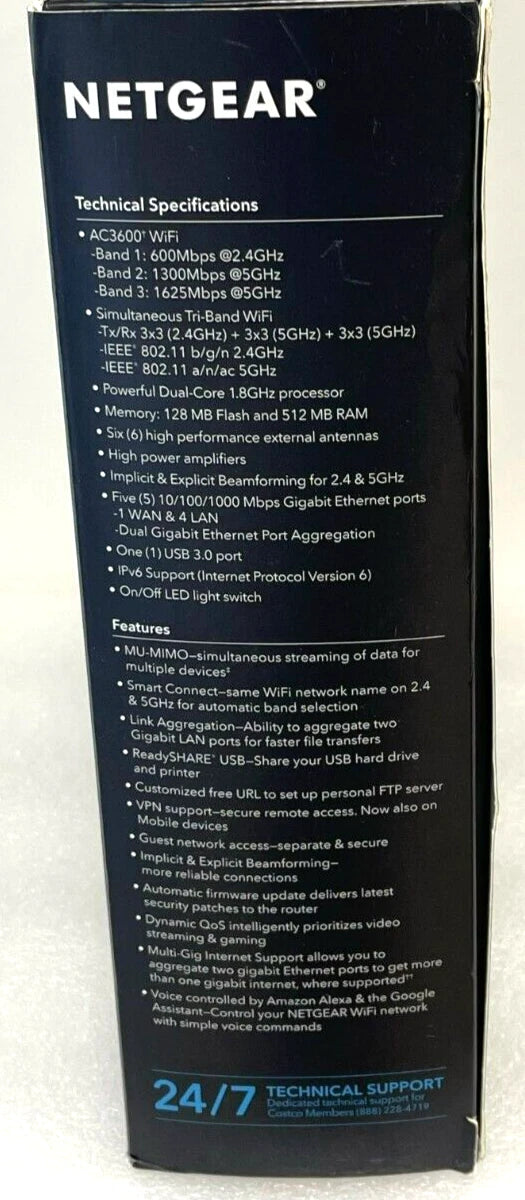 NETGEAR®
Technical Specifications
• AC3600† WiFi
-Band 1: 600Mbps @2.4GHz
-Band 2: 1300Mbps @5GHz
-Band 3: 1625Mbps @5GHz
• Simultaneous Tri-Band WiFi
-Tx/Rx 3x3 (2.4GHz) + 3x3 (5GHz) + 3x3 (5GHz)
-IEEE® 802.11 b/g/n 2.4GHz
-IEEE® 802.11 a/n/ac 5GHz
• Powerful Dual-Core 1.8GHz processor
• Memory: 128 MB Flash and 512 MB RAM
• Six (6) high performance external antennas
• High power amplifiers
• Implicit & Explicit Beamforming for 2.4 & 5GHz
• Five (5) 10/100/1000 Mbps Gigabit Ethernet ports
-1 WAN & 4 LAN
-Dual Gigabit Ethernet Port Aggregation
• One (1) USB 3.0 port
• IPv6 Support (Internet Protocol Version 6)
• On/Off LED light switch
Features
• MU-MIMO—simultaneous streaming of data for
multiple devices‡
• Smart Connect—same WiFi network name on 2.4
& 5GHz for automatic band selection
• Link Aggregation—Ability to aggregate two
Gigabit LAN ports for faster file transfers
• ReadySHARE® USB—Share your USB hard drive
and printer
• Customized free URL to set up personal FTP server
• VPN support—secure remote access. Now also on
Mobile devices
• Guest network access—separate & secure
• Implicit & Explicit Beamforming—
more reliable connections
• Automatic firmware update delivers latest
security patches to the router
• Dynamic QoS intelligently prioritizes video
streaming & gaming
• Multi-Gig Internet Support allows you to
aggregate two gigabit Ethernet ports to get more
than one gigabit internet, where supported††
• Voice controlled by Amazon Alexa & the Google
Assistant—Control your NETGEAR WiFi network
with simple voice commands
24/7 TECHNICAL SUPPORT
Dedicated technical support for
Costco Members (888) 228-4719